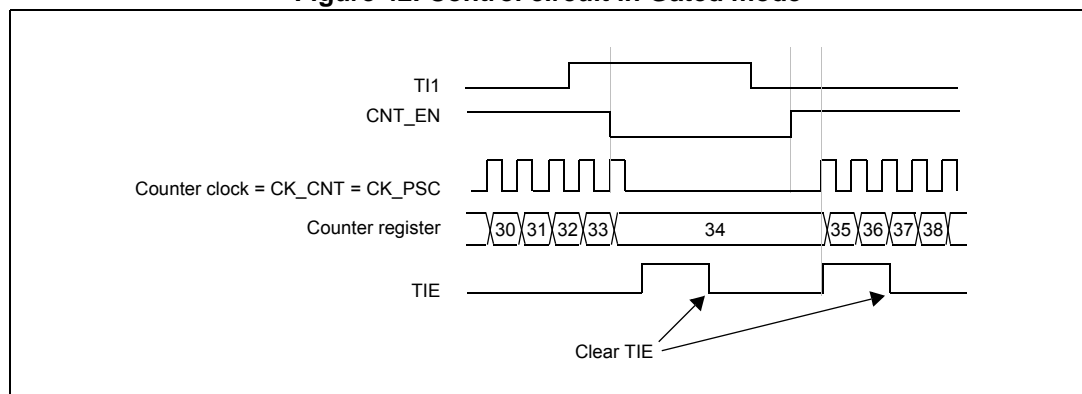 Figure 42. Control circuit in Gated mode
TI1
CNT_EN
Counter clock = CK_CNT = CK_PSC
Counter register 30 31 32 33 34 35 36 37 38
TIE
Clear TIE